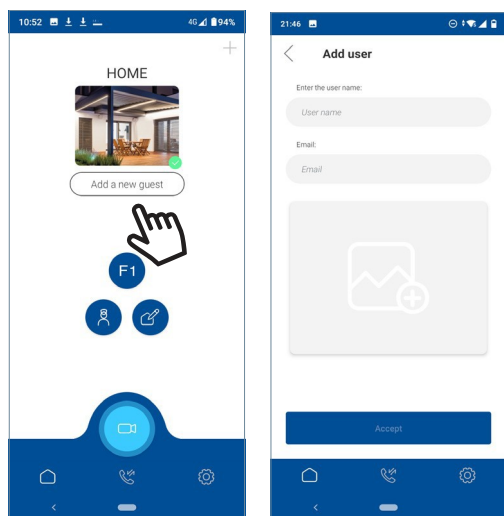 10:52
4G 94%
HOME
Add a new guest
F1
21:46
Add user
Enter the user name:
User name
Email:
Email
Accept